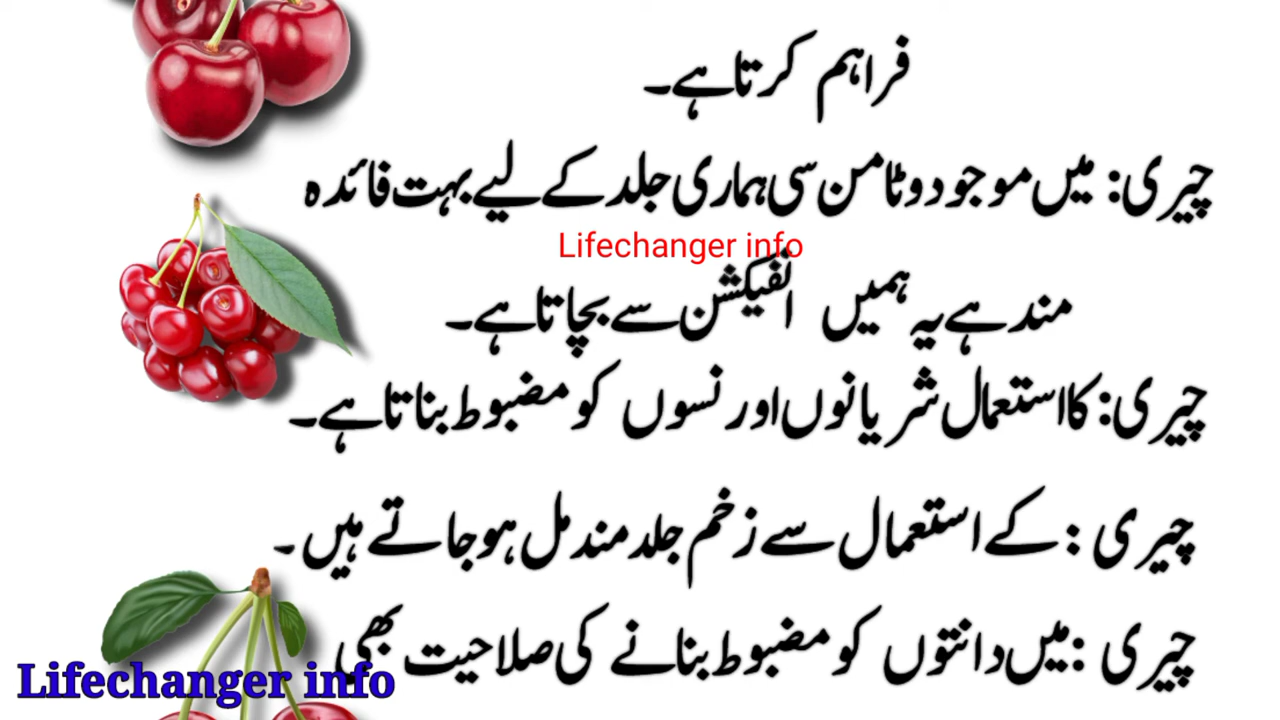 فراہم کرتا ہے۔
چیری: میں موجود وٹامن سی ہماری جلد کے لیے بہت فائدہ
Lifechanger info
مند ہے یہ ہمیں انفیکشن سے بچاتا ہے۔
چیری: کا استعمال شریانوں اور نسوں کو مضبوط بناتا ہے۔
چیری : کے استعمال سے زخم جلد مندمل ہو جاتے ہیں۔
چیری :میں دانتوں کو مضبوط بنانے کی صلاحیت بھی
Lifechanger info